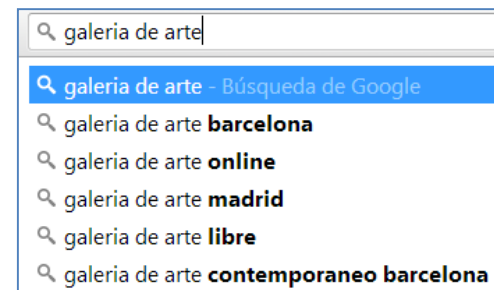 galeria de arte
galeria de arte - Búsqueda de Google
galeria de arte barcelona
galeria de arte online
galeria de arte madrid
galeria de arte libre
galeria de arte contemporaneo barcelona